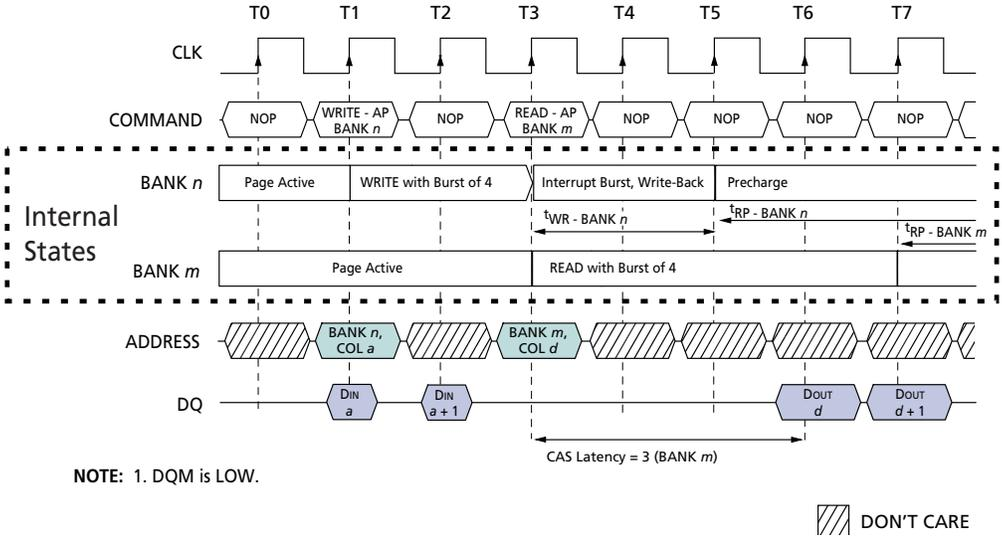 T0 T1 T2 T3 T4 T5 T6 T7
CLK
COMMAND NOP WRITE - AP BANK n NOP READ - AP BANK m NOP NOP NOP NOP
BANK n Page Active WRITE with Burst of 4 Interrupt Burst, Write-Back Precharge
Internal
States
tWR - BANK n tRP - BANK n
tRP - BANK m
BANK m Page Active READ with Burst of 4
ADDRESS BANK n, COL a BANK m, COL d
DQ DIN a DIN a + 1 DOUT d DOUT d + 1
CAS Latency = 3 (BANK m)
NOTE: 1. DQM is LOW.
DON'T CARE